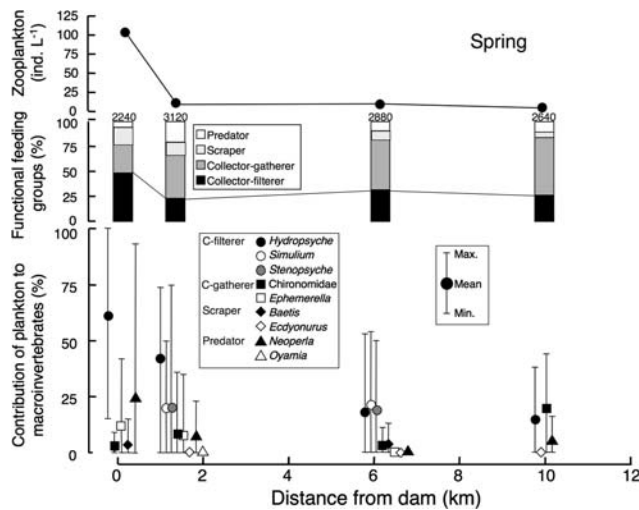 Spring
Zooplankton
(ind. L⁻¹)
125
100
75
50
25
0
2240 3120 2880 2640
Functional feeding
groups (%)
100
75
50
25
0
Predator
Scraper
Collector-gatherer
Collector-filterer
Contribution of plankton to
macroinvertebrates (%)
100
75
50
25
0
C-filterer Hydropsyche
Simulium
Stenopsyche
C-gatherer Chironomidae
Ephemerella
Scraper Baetis
Ecdyonurus
Predator Neoperla
Oyamia
Max.
Mean
Min.
0 2 4 6 8 10 12
Distance from dam (km)